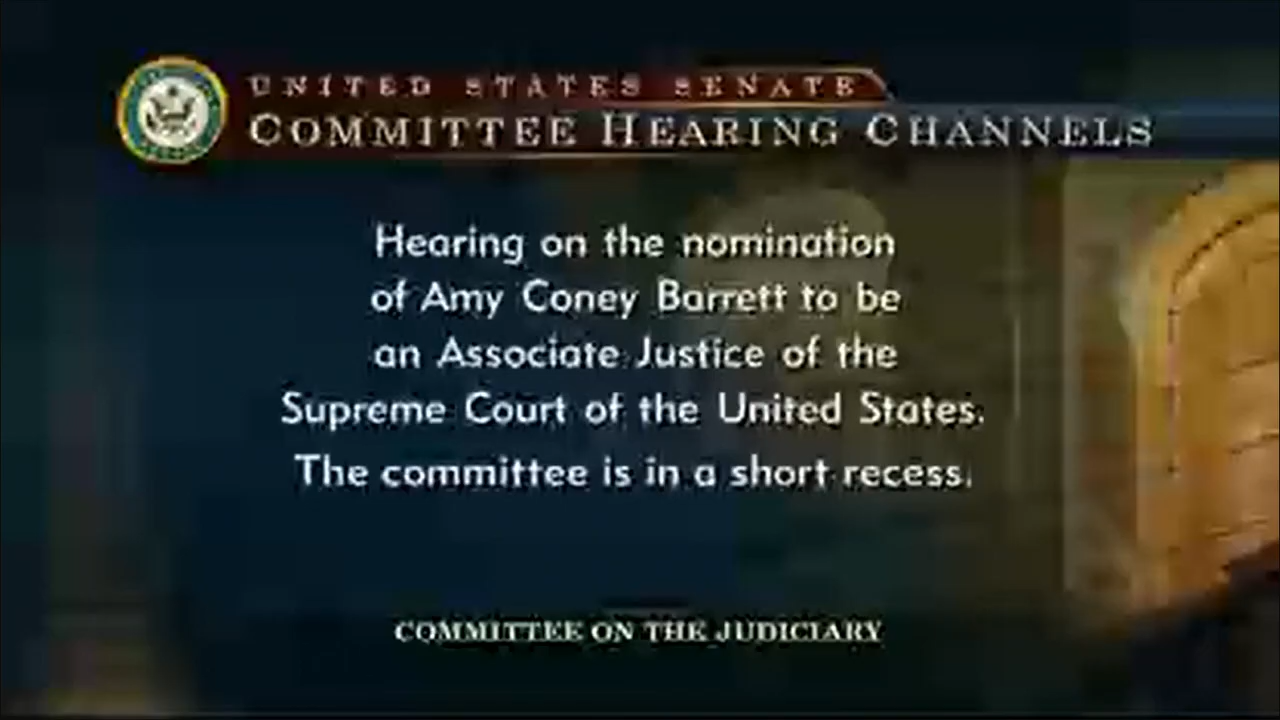 UNITED STATES SENATE
COMMITTEE HEARING CHANNELS
Hearing on the nomination
of Amy Coney Barrett to be
an Associate Justice of the
Supreme Court of the United States.
The committee is in a short recess.
COMMITTEE ON THE JUDICIARY